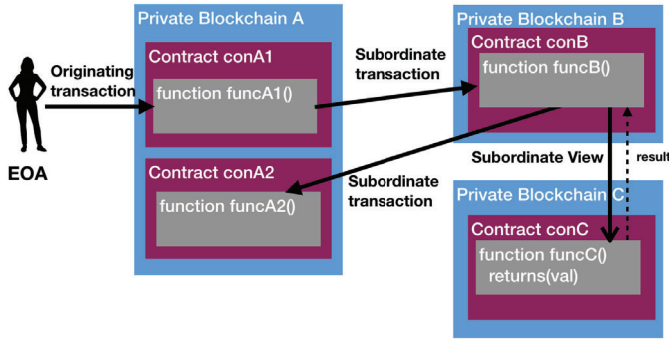 Private Blockchain A
Private Blockchain B
Contract conA1
Subordinate
transaction
Contract conB
Originating
transaction
function funcA1()
function funcB()
EOA
Contract conA2
function funcA2()
Subordinate
transaction
Subordinate View
result
Private Blockchain C
Contract conC
function funcC()
returns(val)